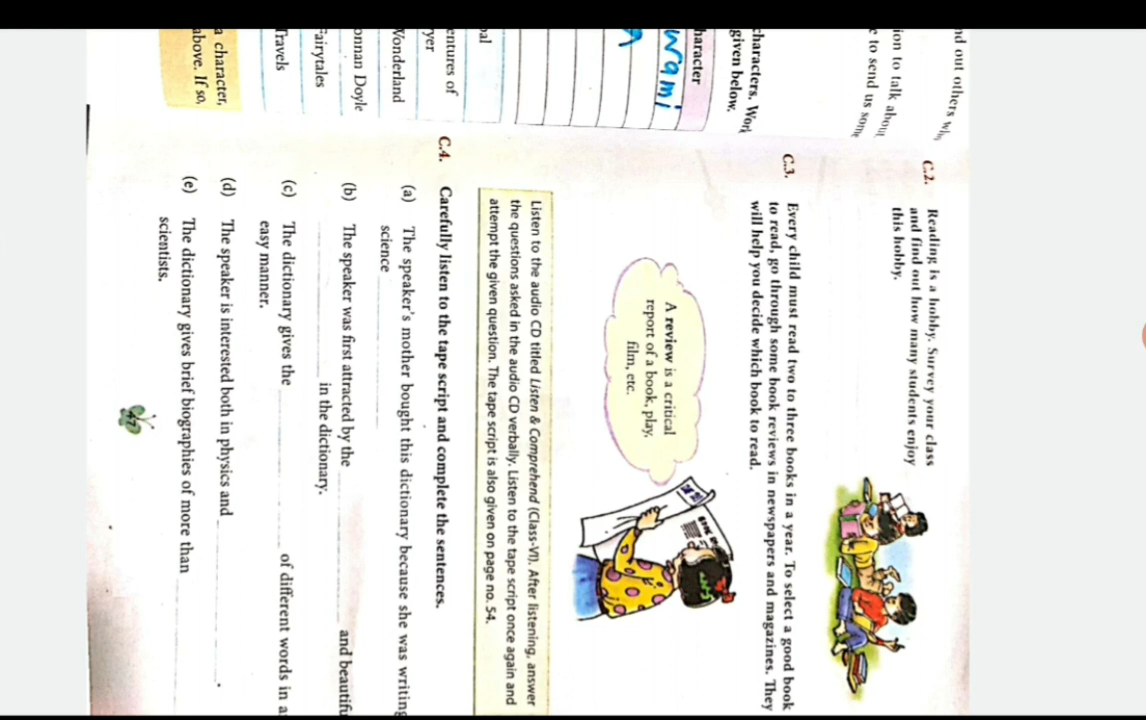 nd out others
ion to talk about
e to send us some
characters. Work
given below.
haracter
wami
pal
entures of
yer
Wonderland
onnan Doyle
Fairytales
Travels
a character,
above. If so,
C.2. Reading is a hobby. Survey your class
and find out how many students enjoy
this hobby.
C.3. Every child must read two to three books in a year. To select a good book
to read, go through some book reviews in newspapers and magazines. They
will help you decide which book to read.
A review is a critical
report of a book, play,
film, etc.
BOOK
Listen to the audio CD titled Listen & Comprehend (Class-VI). After listening, answer
the questions asked in the audio CD verbally. Listen to the tape script once again and
attempt the given question. The tape script is also given on page no. 54.
C.4. Carefully listen to the tape script and complete the sentences.
(a) The speaker's mother bought this dictionary because she was writing
science
(b) The speaker was first attracted by the and beautifu
in the dictionary.
(c) The dictionary gives the of different words in a
easy manner.
(d) The speaker is interested both in physics and .
(e) The dictionary gives brief biographies of more than
scientists.
47